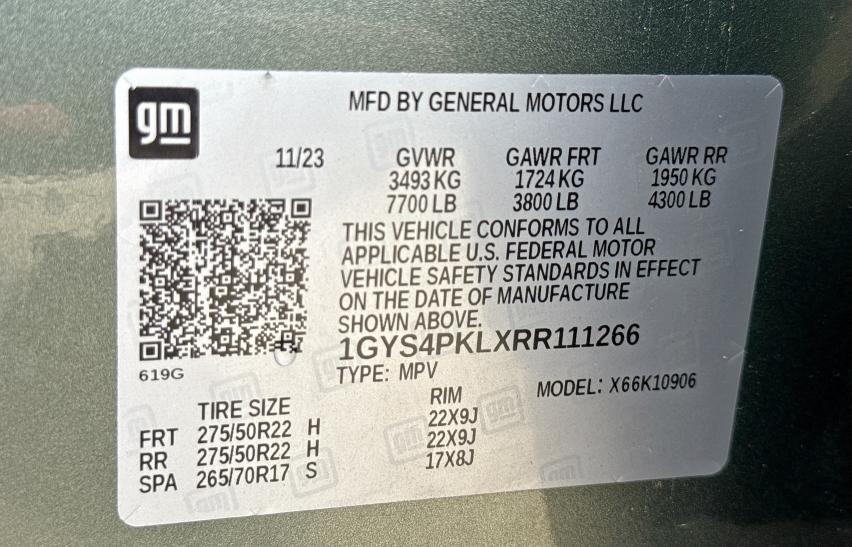 gm
MFD BY GENERAL MOTORS LLC
11/23 GVWR GAWR FRT GAWR RR
3493 KG 1724 KG 1950 KG
7700 LB 3800 LB 4300 LB
THIS VEHICLE CONFORMS TO ALL
APPLICABLE U.S. FEDERAL MOTOR
VEHICLE SAFETY STANDARDS IN EFFECT
ON THE DATE OF MANUFACTURE
SHOWN ABOVE.
1GYS4PKLXRR111266
619G
TYPE: MPV MODEL: X66K10906
TIRE SIZE RIM
FRT 275/50R22 H 22X9J
RR 275/50R22 H 22X9J
SPA 265/70R17 S 17X8J